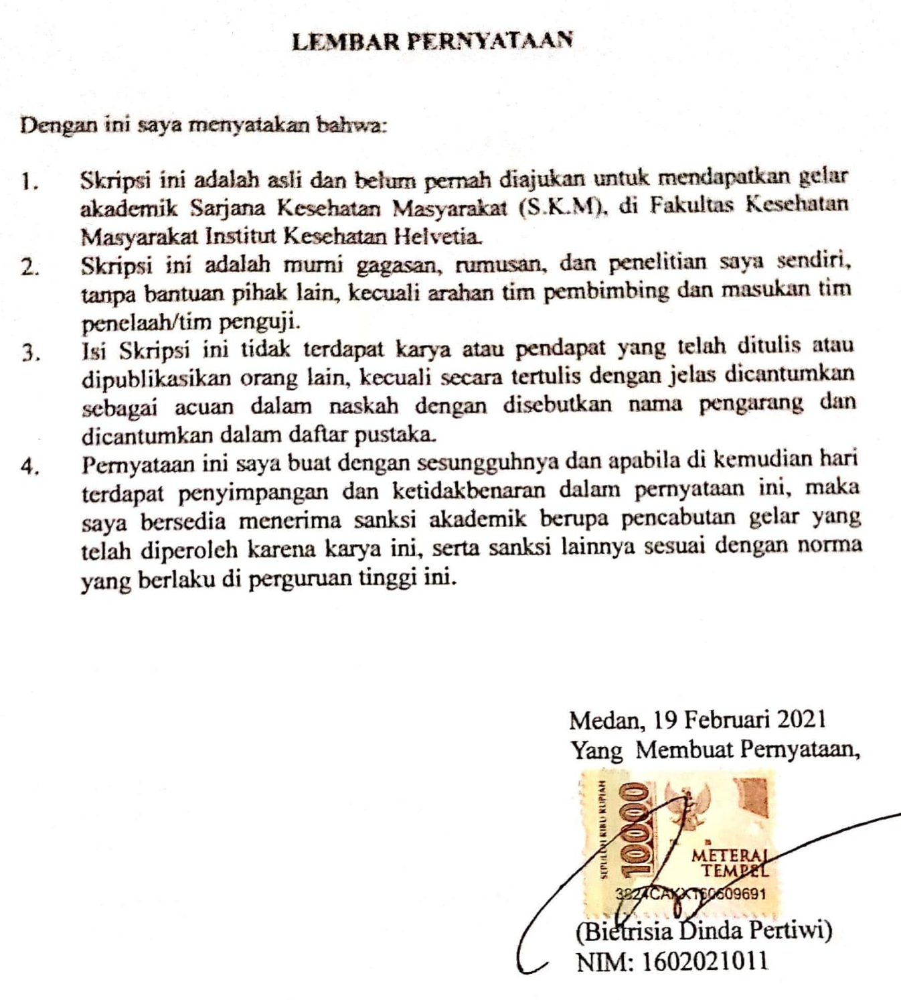 LEMBAR PERNYATAAN
Dengan ini saya menyatakan bahwa:
1. Skripsi ini adalah asli dan belum pernah diajukan untuk mendapatkan gelar
akademik Sarjana Kesehatan Masyarakat (S.K.M), di Fakultas Kesehatan
Masyarakat Institut Kesehatan Helvetia.
2. Skripsi ini adalah murni gagasan, rumusan, dan penelitian saya sendiri,
tanpa bantuan pihak lain, kecuali arahan tim pembimbing dan masukan tim
penelaah/tim penguji.
3. Isi Skripsi ini tidak terdapat karya atau pendapat yang telah ditulis atau
dipublikasikan orang lain, kecuali secara tertulis dengan jelas dicantumkan
sebagai acuan dalam naskah dengan disebutkan nama pengarang dan
dicantumkan dalam daftar pustaka.
4. Pernyataan ini saya buat dengan sesungguhnya dan apabila di kemudian hari
terdapat penyimpangan dan ketidakbenaran dalam pernyataan ini, maka
saya bersedia menerima sanksi akademik berupa pencabutan gelar yang
telah diperoleh karena karya ini, serta sanksi lainnya sesuai dengan norma
yang berlaku di perguruan tinggi ini.
Medan, 19 Februari 2021
Yang Membuat Pernyataan,
SEPULUH RIBU RUPIAH
10000
METERAI
TEMPEL
(Bietrisia Dinda Pertiwi)
NIM: 1602021011